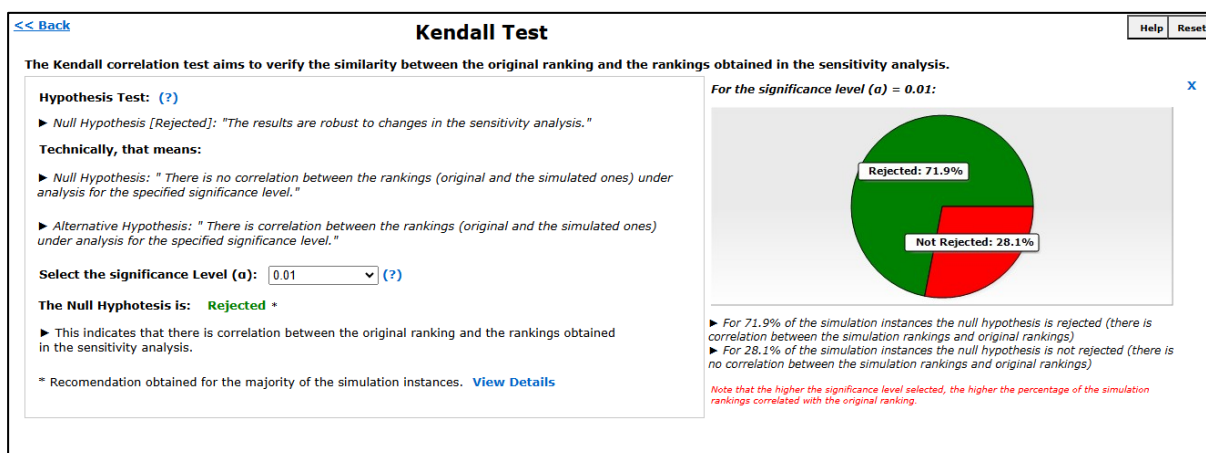 << Back
Kendall Test
Help Reset
The Kendall correlation test aims to verify the similarity between the original ranking and the rankings obtained in the sensitivity analysis.
Hypothesis Test: (?)
► Null Hypothesis [Rejected]: "The results are robust to changes in the sensitivity analysis."
Technically, that means:
► Null Hypothesis: " There is no correlation between the rankings (original and the simulated ones) under
analysis for the specified significance level."
► Alternative Hypothesis: " There is correlation between the rankings (original and the simulated ones)
under analysis for the specified significance level."
Select the significance Level (α): 0.01 (?)
The Null Hyphotesis is: Rejected *
► This indicates that there is correlation between the original ranking and the rankings obtained
in the sensitivity analysis.
* Recomendation obtained for the majority of the simulation instances. View Details
For the significance level (α) = 0.01:
X
Rejected: 71.9%
Not Rejected: 28.1%
► For 71.9% of the simulation instances the null hypothesis is rejected (there is
correlation between the simulation rankings and original rankings)
► For 28.1% of the simulation instances the null hypothesis is not rejected (there is
no correlation between the simulation rankings and original rankings)
Note that the higher the significance level selected, the higher the percentage of the simulation
rankings correlated with the original ranking.